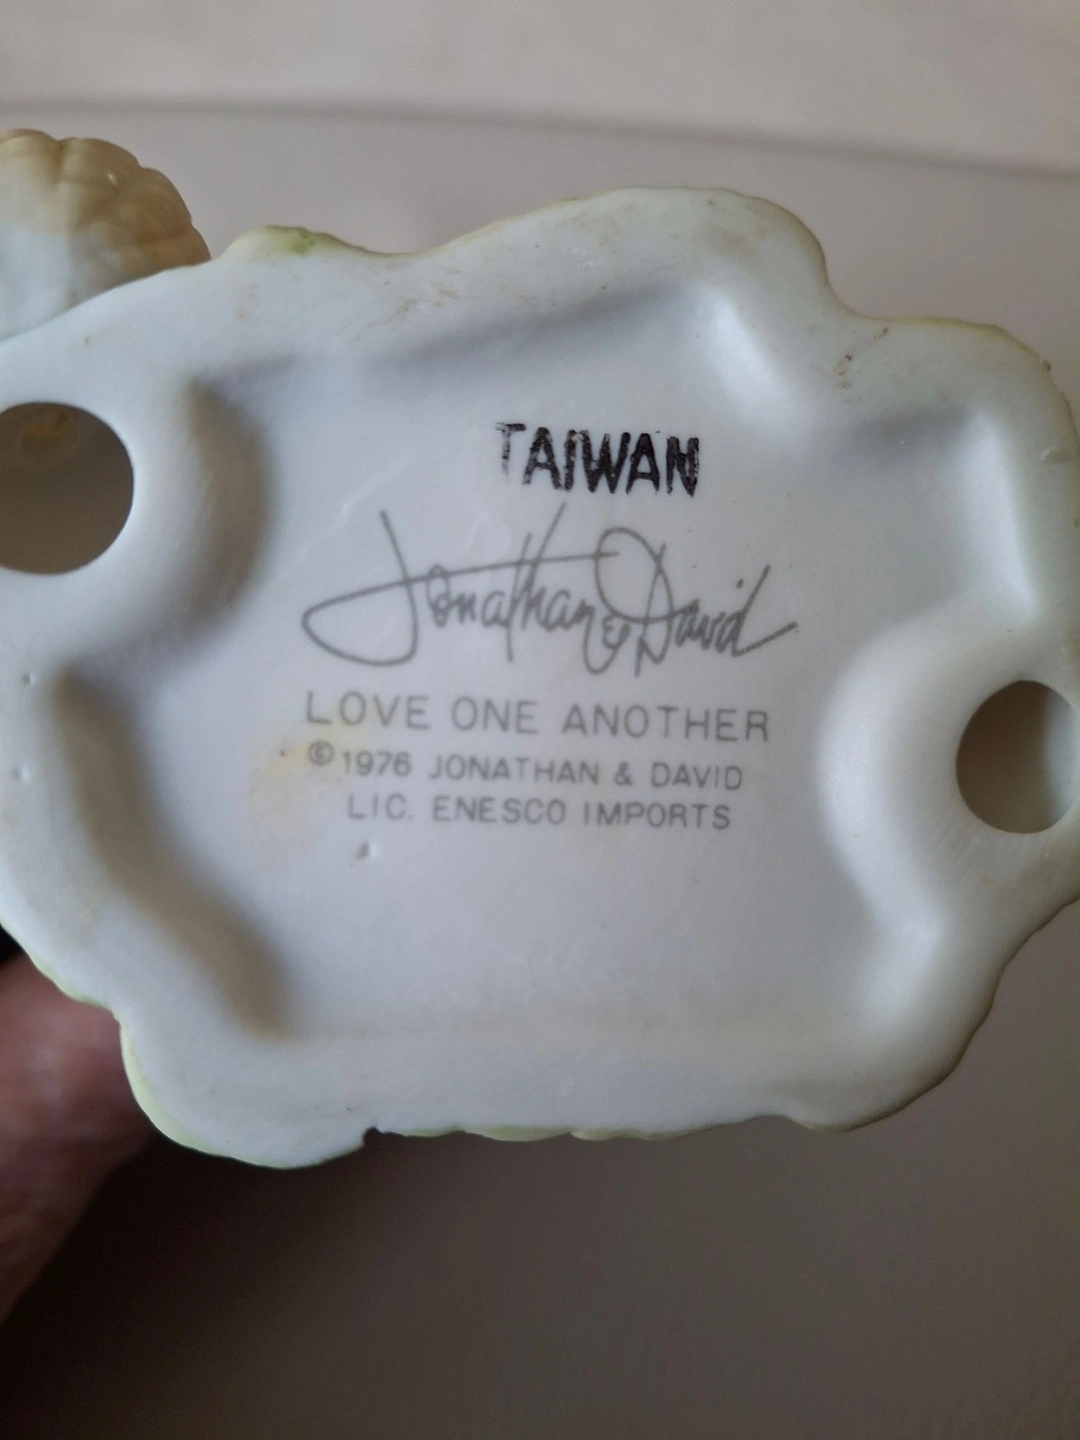 TAIWAN
Jonathan & David
LOVE ONE ANOTHER
© 1976 JONATHAN & DAVID
LIC. ENESCO IMPORTS